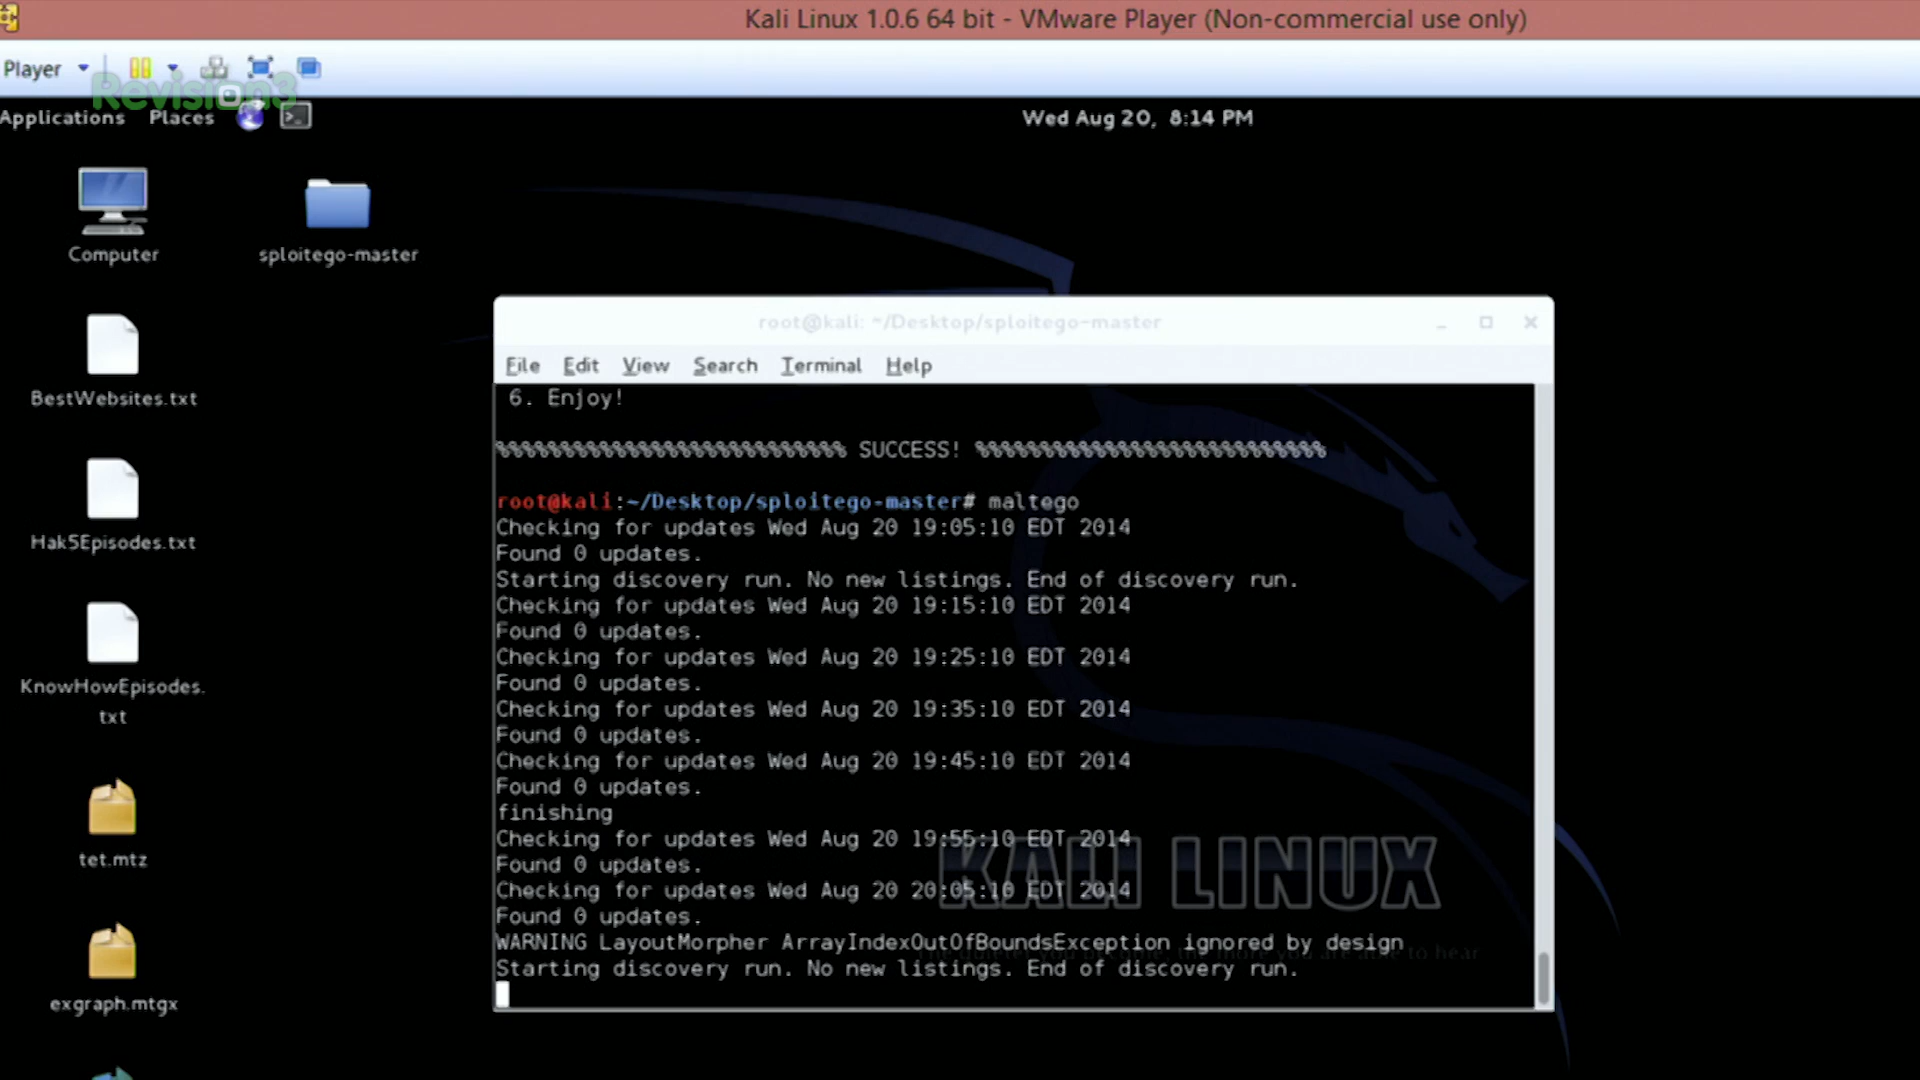 Kali Linux 1.0.6 64 bit - VMware Player (Non-commercial use only)
Player
Revision3
Applications Places
Wed Aug 20, 8:14 PM
Computer
sploitego-master
BestWebsites.txt
Hak5Episodes.txt
KnowHowEpisodes.
txt
tet.mtz
exgraph.mtgx
root@kali: ~/Desktop/sploitego-master
File Edit View Search Terminal Help
6. Enjoy!
%%%%%%%%%%%%%%%%%%%%%%%%%%% SUCCESS! %%%%%%%%%%%%%%%%%%%%%%%%%%%
root@kali:~/Desktop/sploitego-master# maltego
Checking for updates Wed Aug 20 19:05:10 EDT 2014
Found 0 updates.
Starting discovery run. No new listings. End of discovery run.
Checking for updates Wed Aug 20 19:15:10 EDT 2014
Found 0 updates.
Checking for updates Wed Aug 20 19:25:10 EDT 2014
Found 0 updates.
Checking for updates Wed Aug 20 19:35:10 EDT 2014
Found 0 updates.
Checking for updates Wed Aug 20 19:45:10 EDT 2014
Found 0 updates.
finishing
Checking for updates Wed Aug 20 19:55:10 EDT 2014
Found 0 updates.
Checking for updates Wed Aug 20 20:05:10 EDT 2014
Found 0 updates.
WARNING LayoutMorpher ArrayIndexOutOfBoundsException ignored by design
Starting discovery run. No new listings. End of discovery run.
KALI LINUX
the more you are able to hear